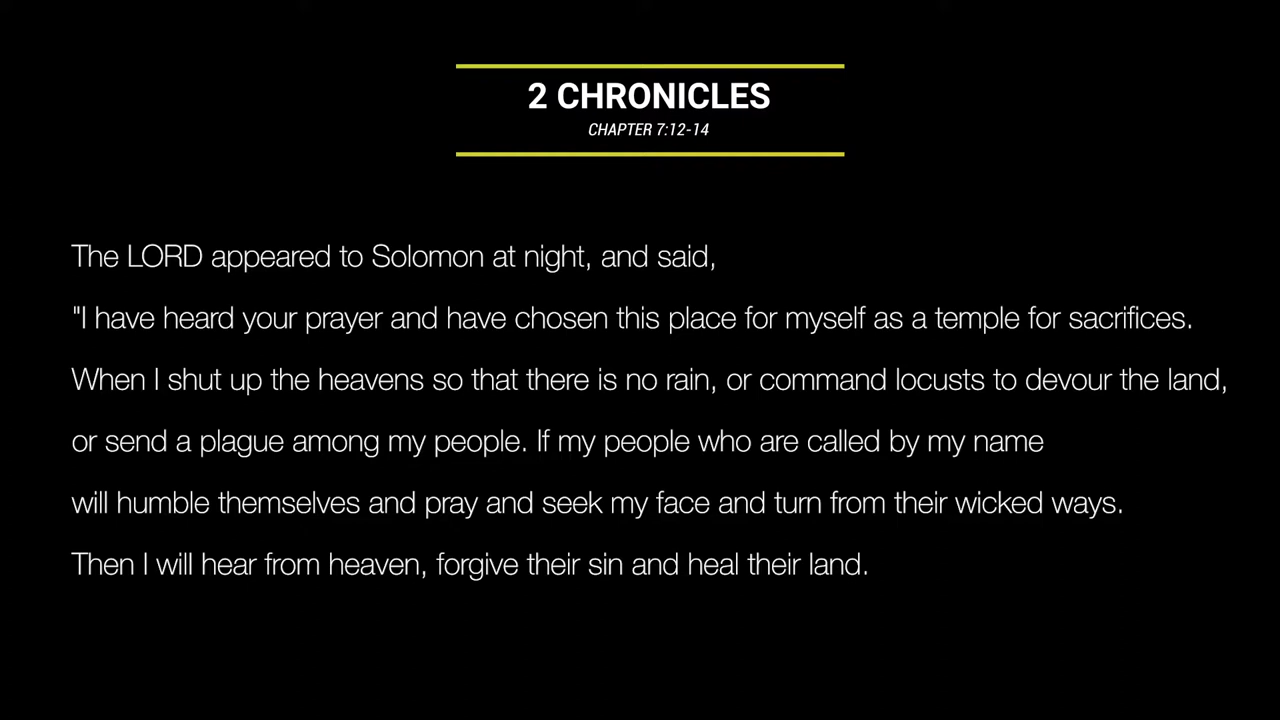 2 CHRONICLES
CHAPTER 7:12-14
The LORD appeared to Solomon at night, and said,
"I have heard your prayer and have chosen this place for myself as a temple for sacrifices.
When I shut up the heavens so that there is no rain, or command locusts to devour the land,
or send a plague among my people. If my people who are called by my name
will humble themselves and pray and seek my face and turn from their wicked ways.
Then I will hear from heaven, forgive their sin and heal their land.